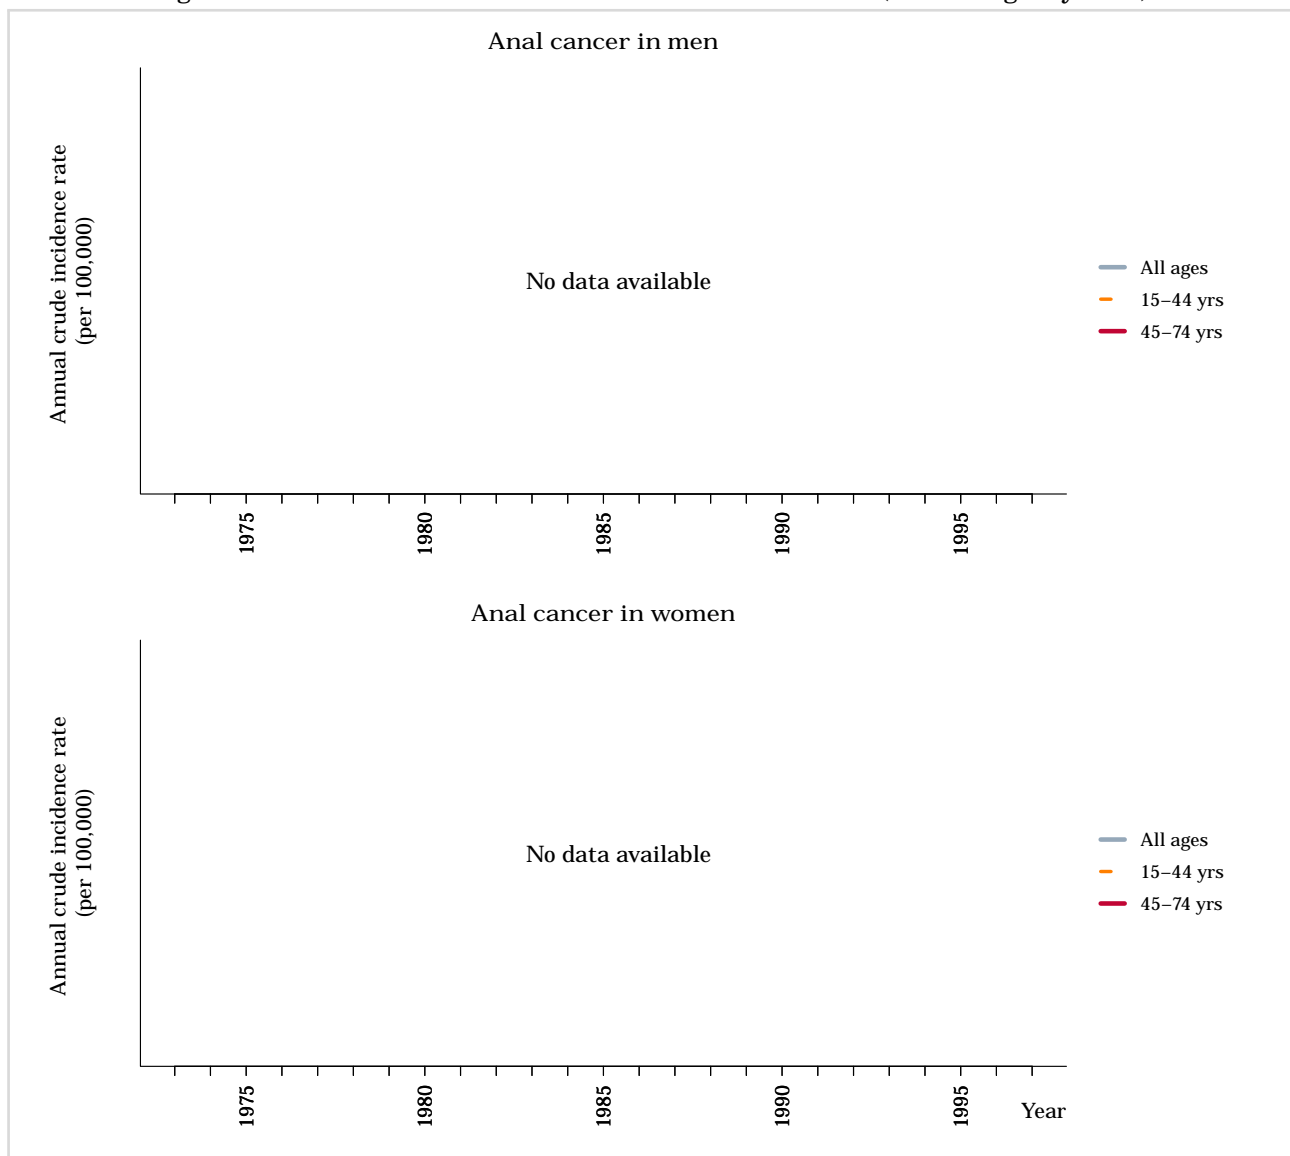 Anal cancer in men
Annual crude incidence rate
(per 100,000)
No data available
All ages
15–44 yrs
45–74 yrs
1975
1980
1985
1990
1995
Anal cancer in women
Annual crude incidence rate
(per 100,000)
No data available
All ages
15–44 yrs
45–74 yrs
1975
1980
1985
1990
1995
Year